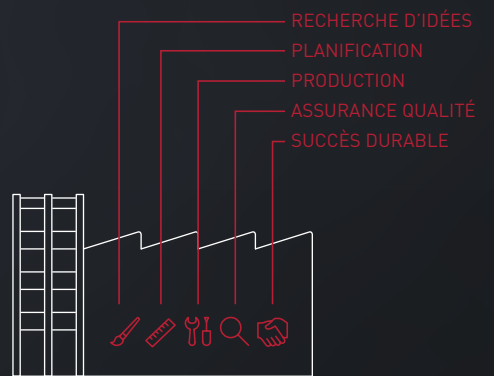 RECHERCHE D'IDÉES
PLANIFICATION
PRODUCTION
ASSURANCE QUALITÉ
SUCCÈS DURABLE